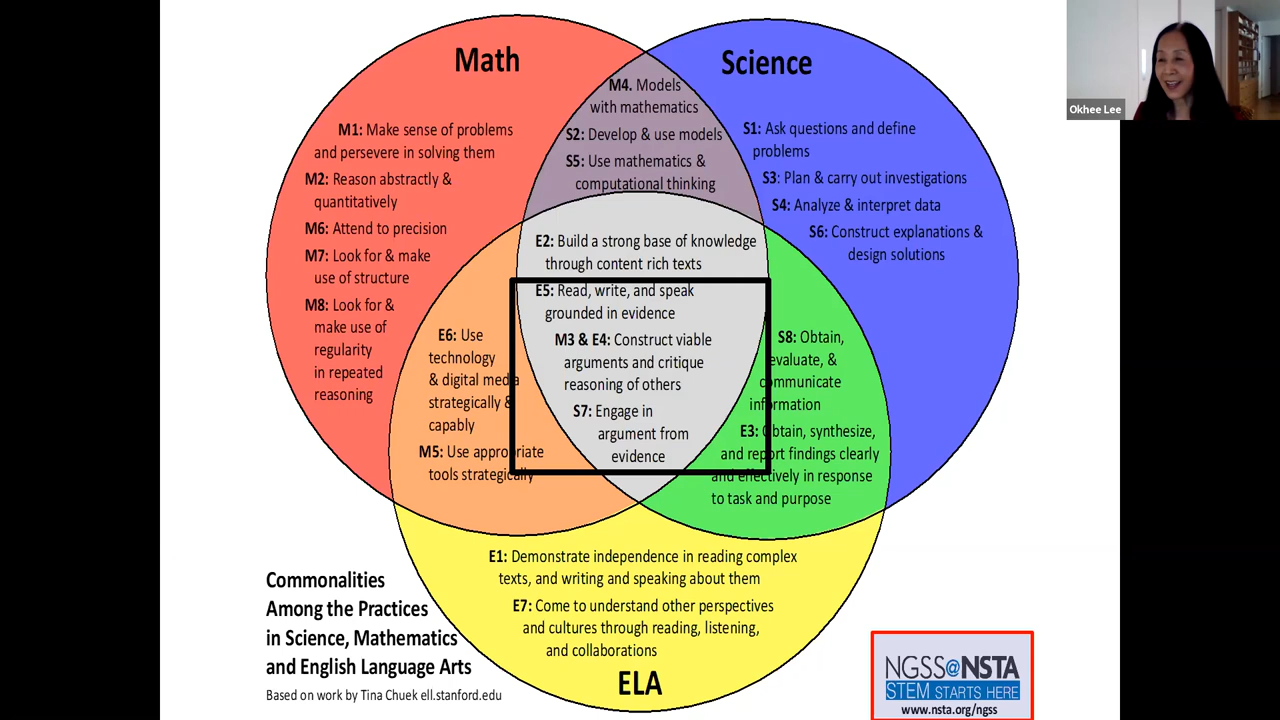 Math
Science
Okhee Lee
M4. Models
with mathematics
S2: Develop & use models
S5: Use mathematics &
computational thinking
M1: Make sense of problems
and persevere in solving them
M2: Reason abstractly &
quantitatively
M6: Attend to precision
M7: Look for & make
use of structure
M8: Look for &
make use of
regularity
in repeated
reasoning
S1: Ask questions and define
problems
S3: Plan & carry out investigations
S4: Analyze & interpret data
S6: Construct explanations &
design solutions
E2: Build a strong base of knowledge
through content rich texts
E5: Read, write, and speak
grounded in evidence
M3 & E4: Construct viable
arguments and critique
reasoning of others
S7: Engage in
argument from
evidence
E6: Use
technology
& digital media
strategically &
capably
M5: Use appropriate
tools strategically
S8: Obtain,
evaluate, &
communicate
information
E3: Obtain, synthesize,
and report findings clearly
and effectively in response
to task and purpose
E1: Demonstrate independence in reading complex
texts, and writing and speaking about them
E7: Come to understand other perspectives
and cultures through reading, listening,
and collaborations
ELA
Commonalities
Among the Practices
in Science, Mathematics
and English Language Arts
Based on work by Tina Chuek ell.stanford.edu
NGSS@NSTA
STEM STARTS HERE
www.nsta.org/ngss